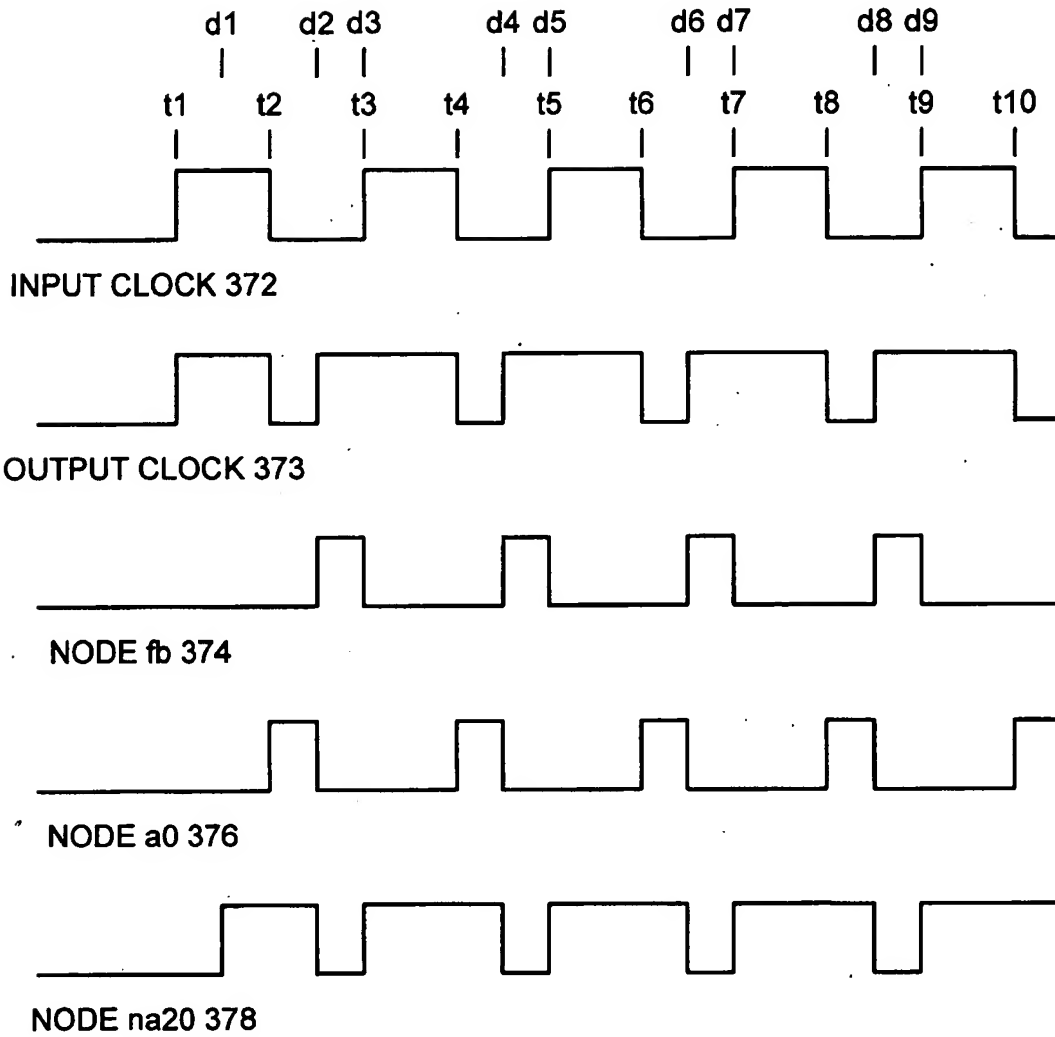 d1 d2 d3 d4 d5 d6 d7 d8 d9
t1 t2 t3 t4 t5 t6 t7 t8 t9 t10
INPUT CLOCK 372
OUTPUT CLOCK 373
NODE fb 374
NODE a0 376
NODE na20 378